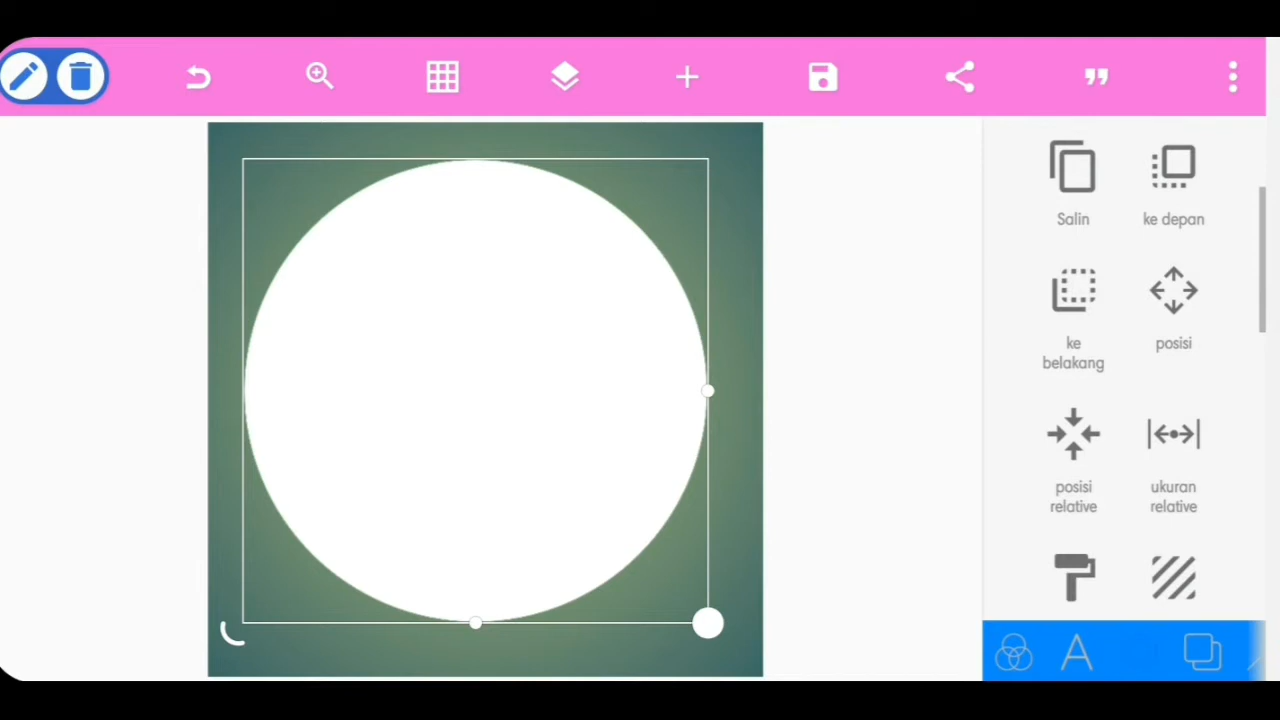 Salin
ke depan
ke
belakang
posisi
posisi
relative
ukuran
relative
A